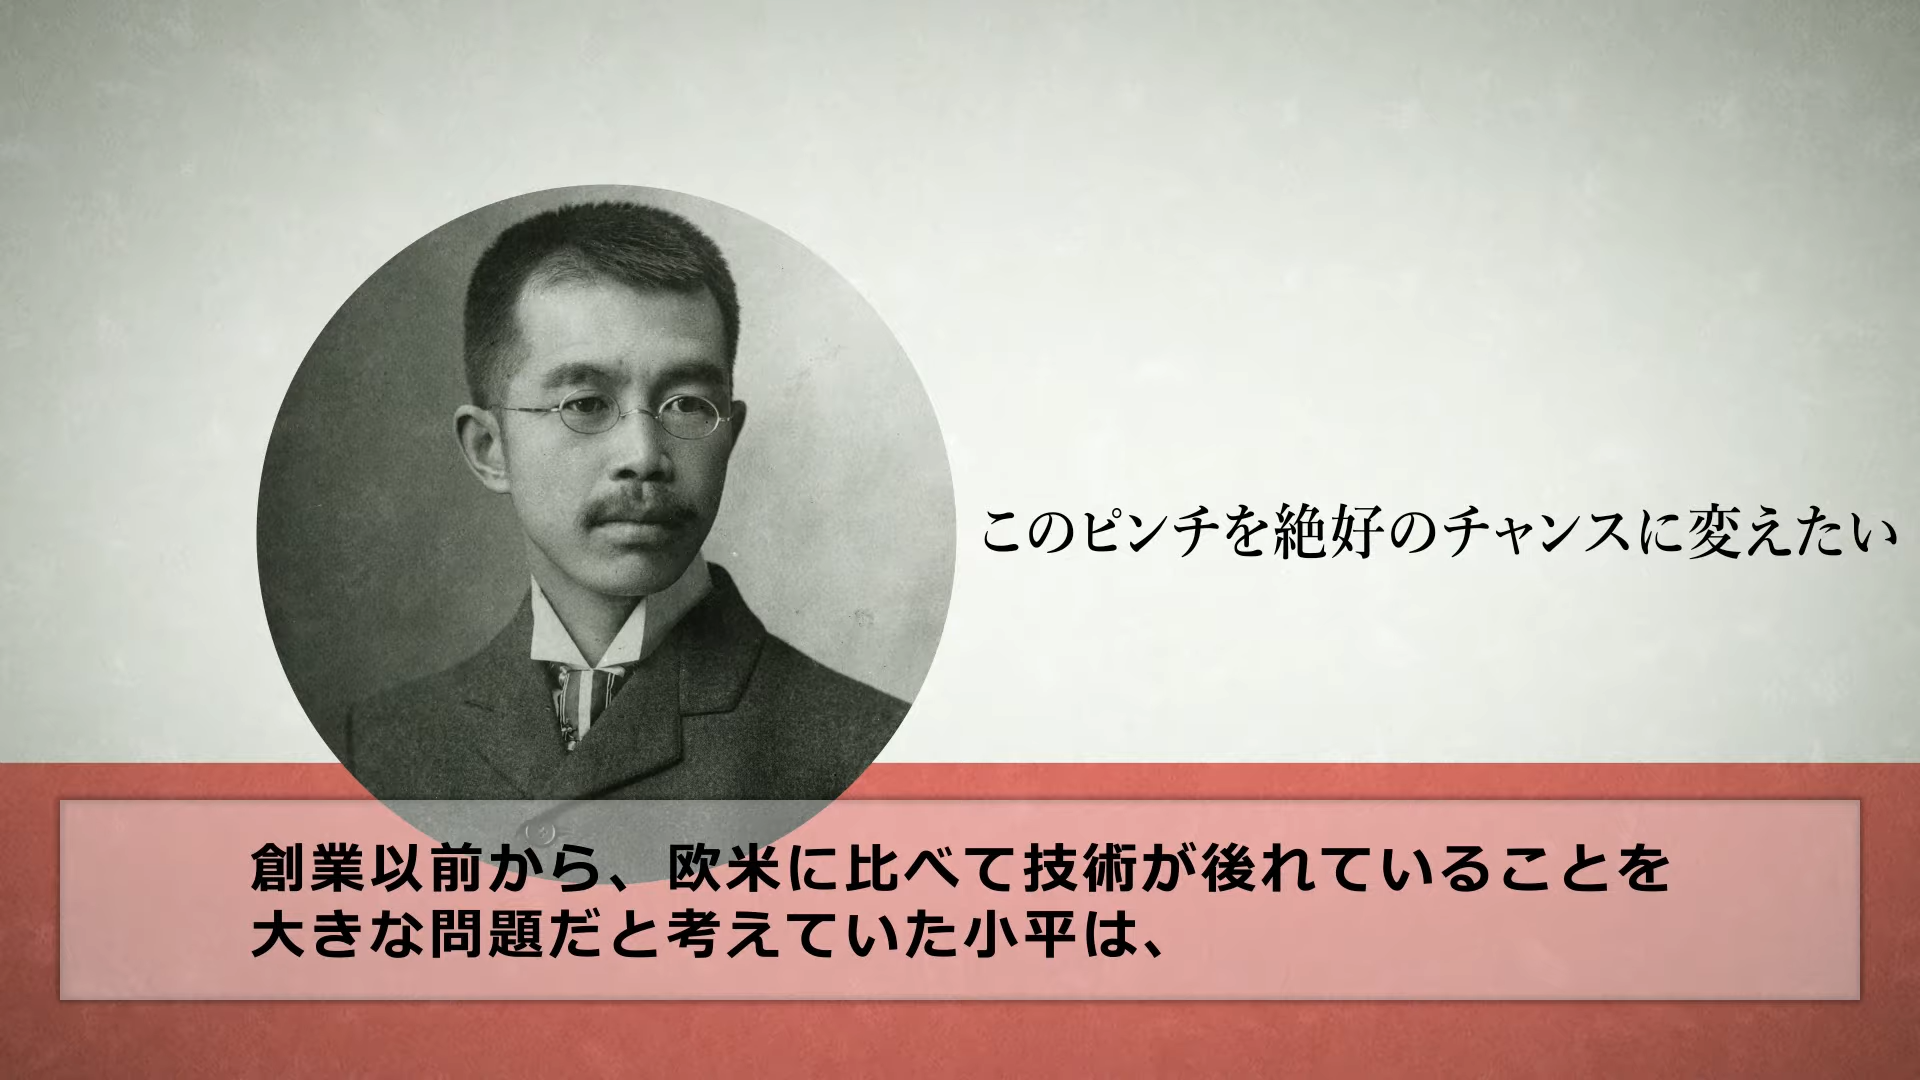 このピンチを絶好のチャンスに変えたい
創業以前から、欧米に比べて技術が後れていることを
大きな問題だと考えていた小平は、